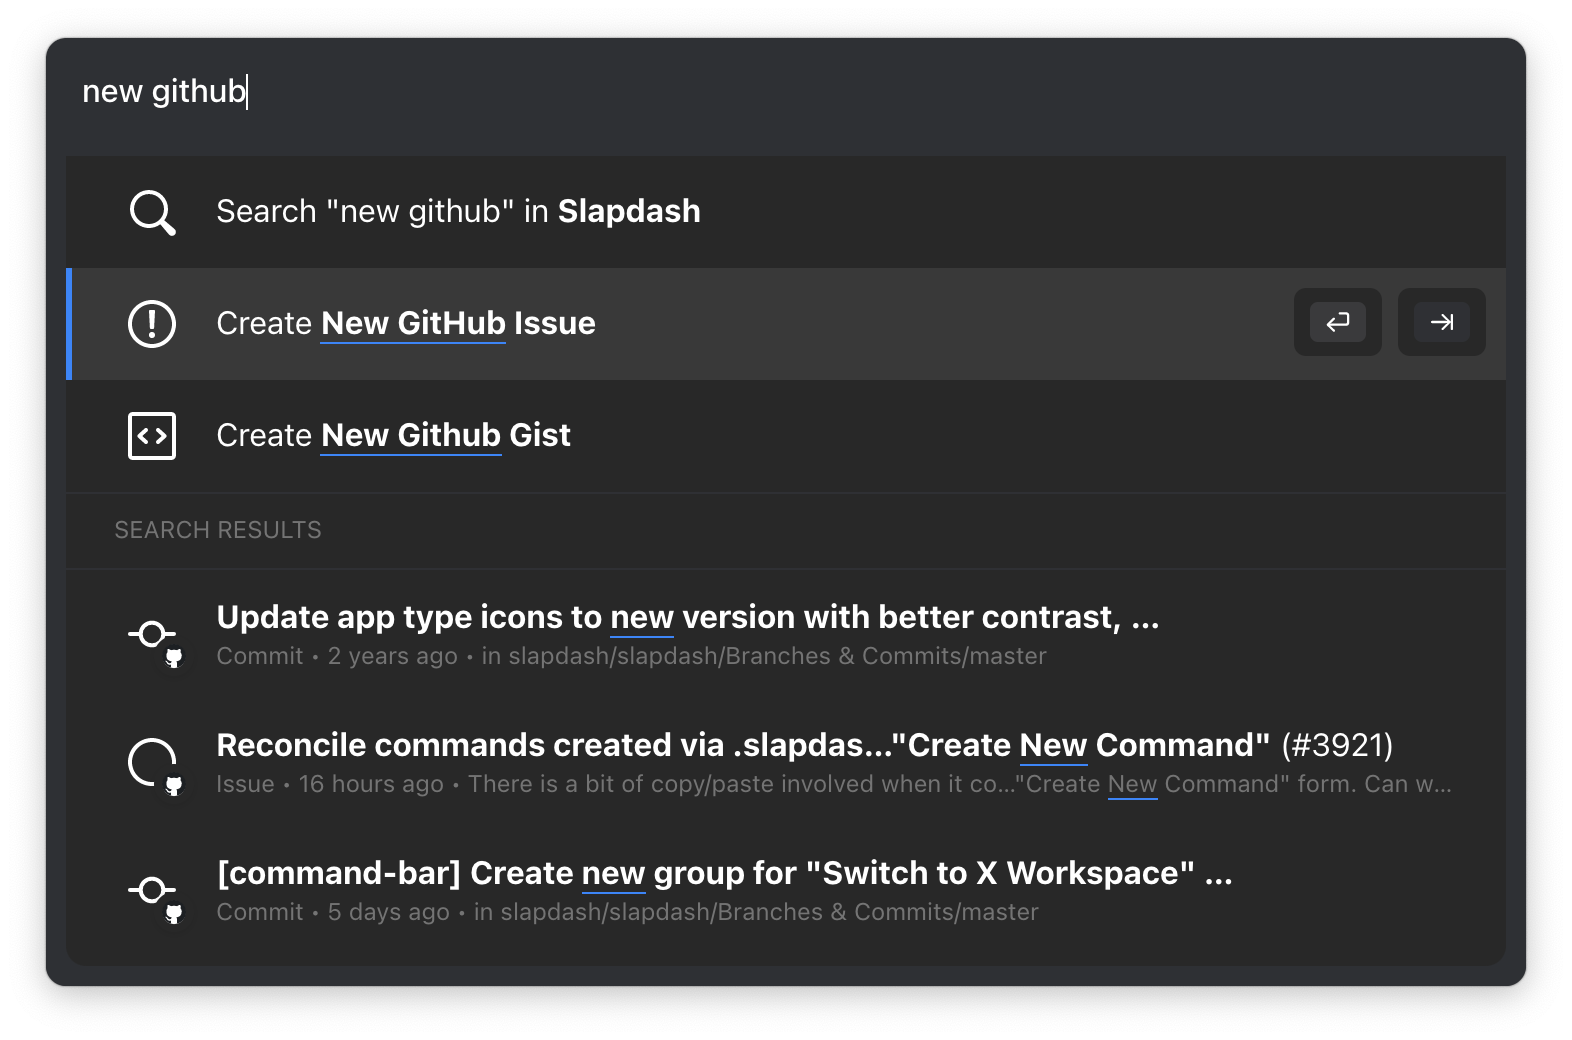 new github
Search "new github" in Slapdash
Create New GitHub Issue
Create New Github Gist
SEARCH RESULTS
Update app type icons to new version with better contrast, ...
Commit • 2 years ago • in slapdash/slapdash/Branches & Commits/master
Reconcile commands created via .slapdas..."Create New Command" (#3921)
Issue • 16 hours ago • There is a bit of copy/paste involved when it co..."Create New Command" form. Can w...
[command-bar] Create new group for "Switch to X Workspace" ...
Commit • 5 days ago • in slapdash/slapdash/Branches & Commits/master